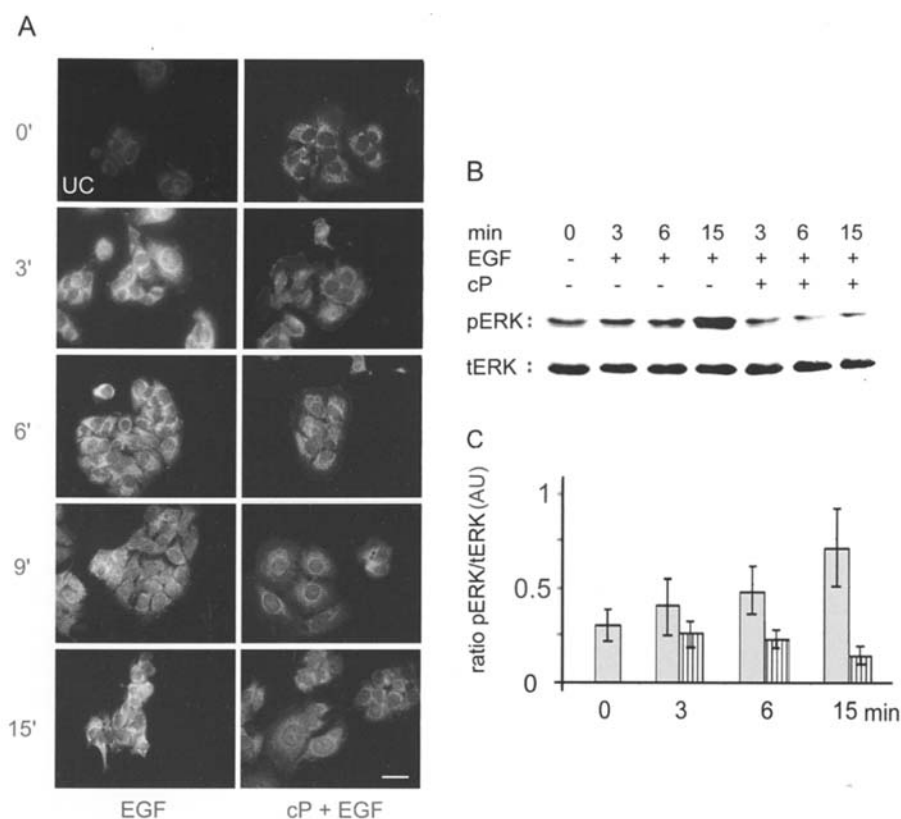 A
0'
UC
3'
6'
9'
15'
EGF cP + EGF
B
min 0 3 6 15 3 6 15
EGF - + + + + + +
cP - - - - + + +
pERK :
tERK :
C
ratio pERK/tERK (AU)
1
0.5
0
0 3 6 15 min